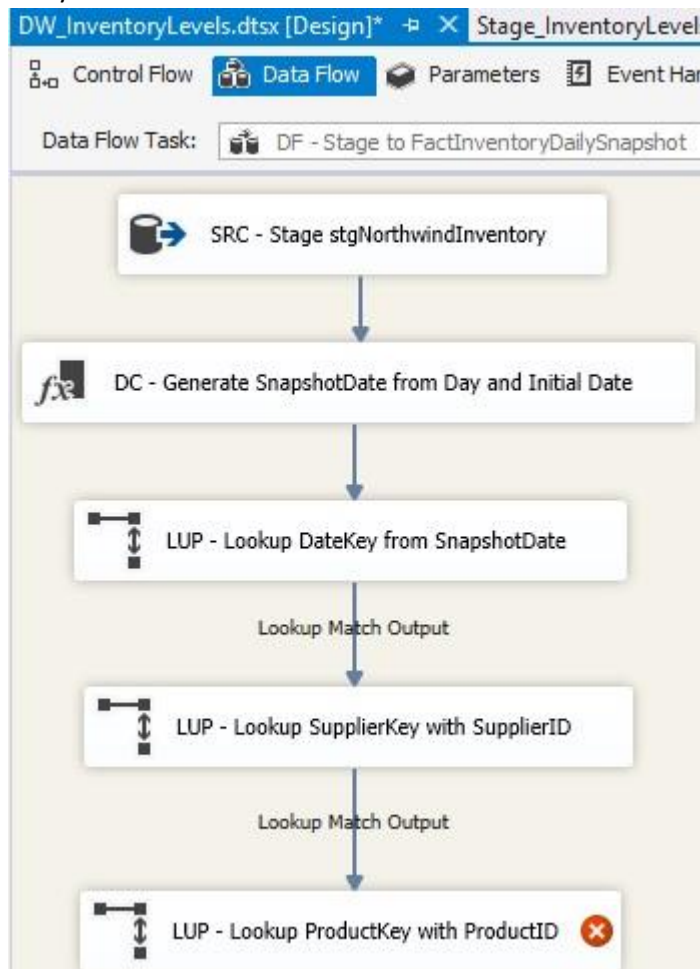 DW_InventoryLevels.dtsx [Design]* Stage_InventoryLevel
Control Flow Data Flow Parameters Event Han
Data Flow Task: DF - Stage to FactInventoryDailySnapshot
SRC - Stage stgNorthwindInventory
fx DC - Generate SnapshotDate from Day and Initial Date
LUP - Lookup DateKey from SnapshotDate
Lookup Match Output
LUP - Lookup SupplierKey with SupplierID
Lookup Match Output
LUP - Lookup ProductKey with ProductID